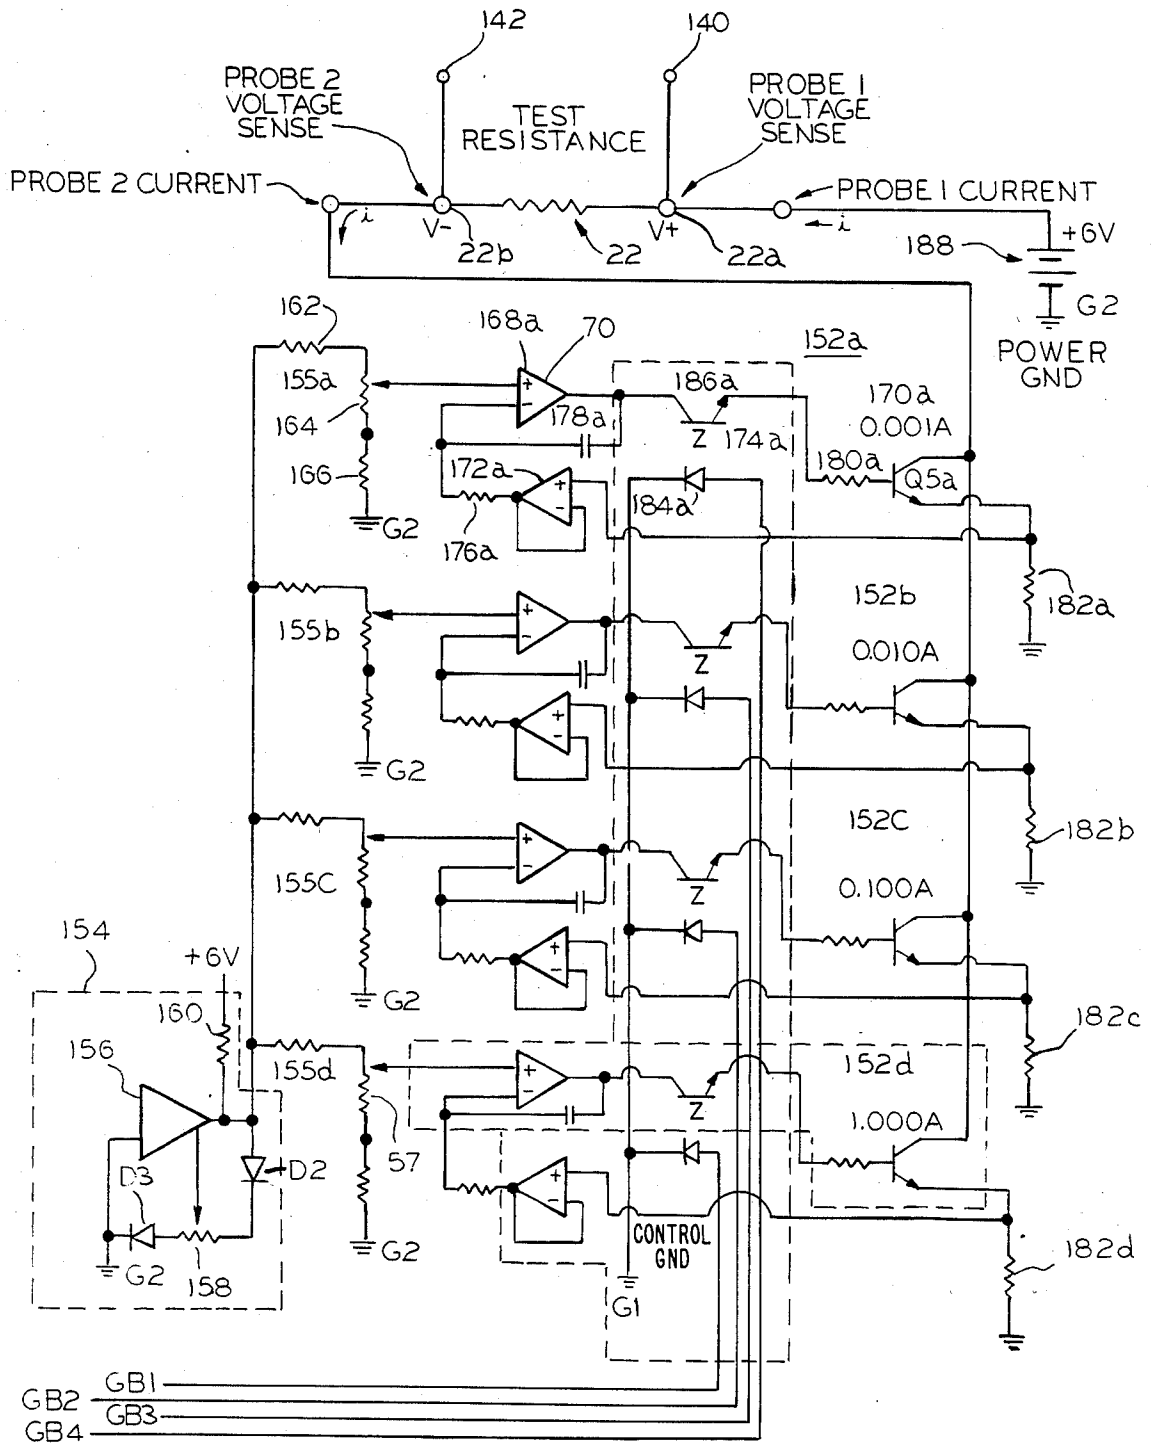 142
140
PROBE 2
VOLTAGE
SENSE
TEST
RESISTANCE
PROBE 1
VOLTAGE
SENSE
PROBE 2 CURRENT
PROBE 1 CURRENT
i
V-
22b
22
V+
22a
i
188
+6V
G2
POWER
GND
162
168a
70
152a
155a
178a
186a
170a
0.001A
164
Z
174a
166
172a
180a
Q5a
184a'
G2
176a
182a
155b
152b
0.010A
Z
G2
182b
155C
152C
0.100A
Z
154
+6V
G2
160
182c
156
155d
152d
Z
1.000A
57
D3
D2
G2
158
G2
CONTROL
GND
G1
182d
GB1
GB2
GB3
GB4
+
-
+
-
+
-
+
-
+
-
+
-
+
-
+
-